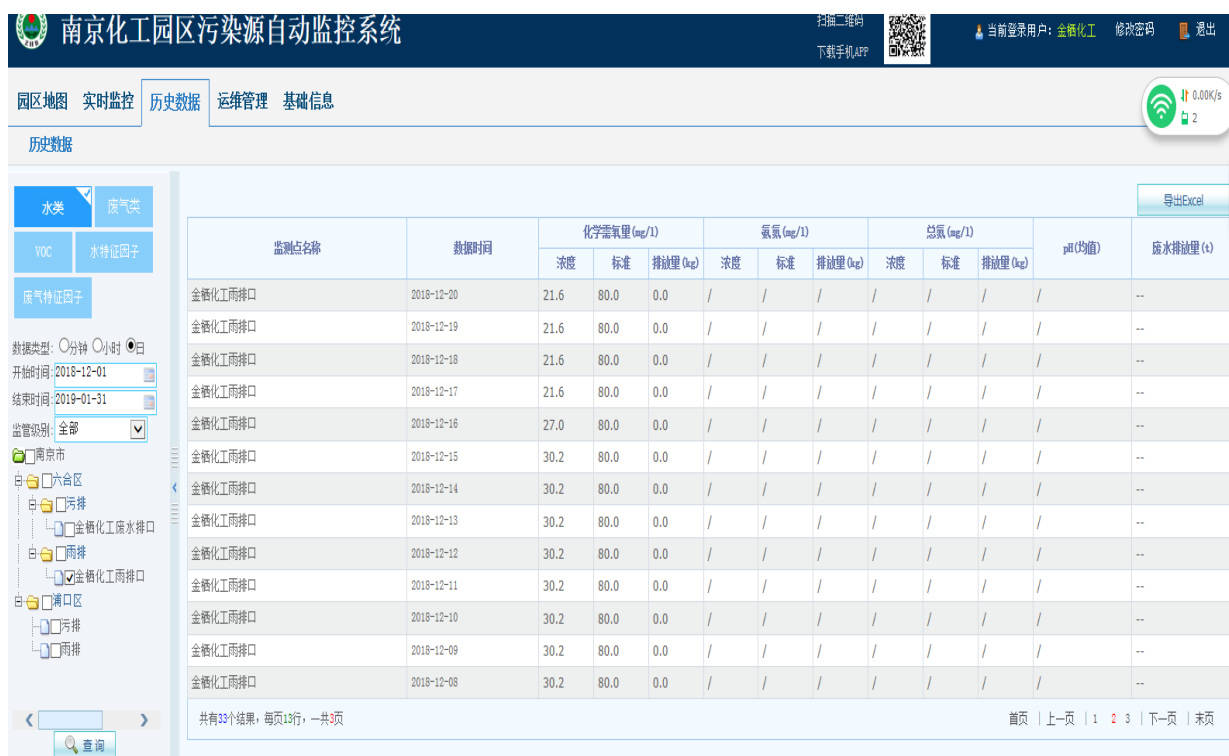 南京化工园区污染源自动监控系统
扫描二维码
下载手机APP
当前登录用户：金栖化工 修改密码 退出
园区地图 实时监控 历史数据 运维管理 基础信息
0.00K/s
2
历史数据
水类 废气类
VOC 水特征因子
废气特征因子
数据类型: 分钟 小时 日
开始时间: 2018-12-01
结束时间: 2019-01-31
监管级别: 全部
南京市
六合区
污排
金栖化工废水排口
雨排
金栖化工雨排口
浦口区
污排
雨排
查询
导出Excel
监测点名称 数据时间 化学需氧量(mg/l) 氨氮(mg/l) 总氮(mg/l) pH(均值) 废水排放量(t)
浓度 标准 排放量(kg) 浓度 标准 排放量(kg) 浓度 标准 排放量(kg)
金栖化工雨排口 2018-12-20 21.6 80.0 0.0 / / / / / / / --
金栖化工雨排口 2018-12-19 21.6 80.0 0.0 / / / / / / / --
金栖化工雨排口 2018-12-18 21.6 80.0 0.0 / / / / / / / --
金栖化工雨排口 2018-12-17 21.6 80.0 0.0 / / / / / / / --
金栖化工雨排口 2018-12-16 27.0 80.0 0.0 / / / / / / / --
金栖化工雨排口 2018-12-15 30.2 80.0 0.0 / / / / / / / --
金栖化工雨排口 2018-12-14 30.2 80.0 0.0 / / / / / / / --
金栖化工雨排口 2018-12-13 30.2 80.0 0.0 / / / / / / / --
金栖化工雨排口 2018-12-12 30.2 80.0 0.0 / / / / / / / --
金栖化工雨排口 2018-12-11 30.2 80.0 0.0 / / / / / / / --
金栖化工雨排口 2018-12-10 30.2 80.0 0.0 / / / / / / / --
金栖化工雨排口 2018-12-09 30.2 80.0 0.0 / / / / / / / --
金栖化工雨排口 2018-12-08 30.2 80.0 0.0 / / / / / / / --
共有33个结果，每页13行，一共3页 首页 | 上一页 | 1 2 3 | 下一页 | 末页